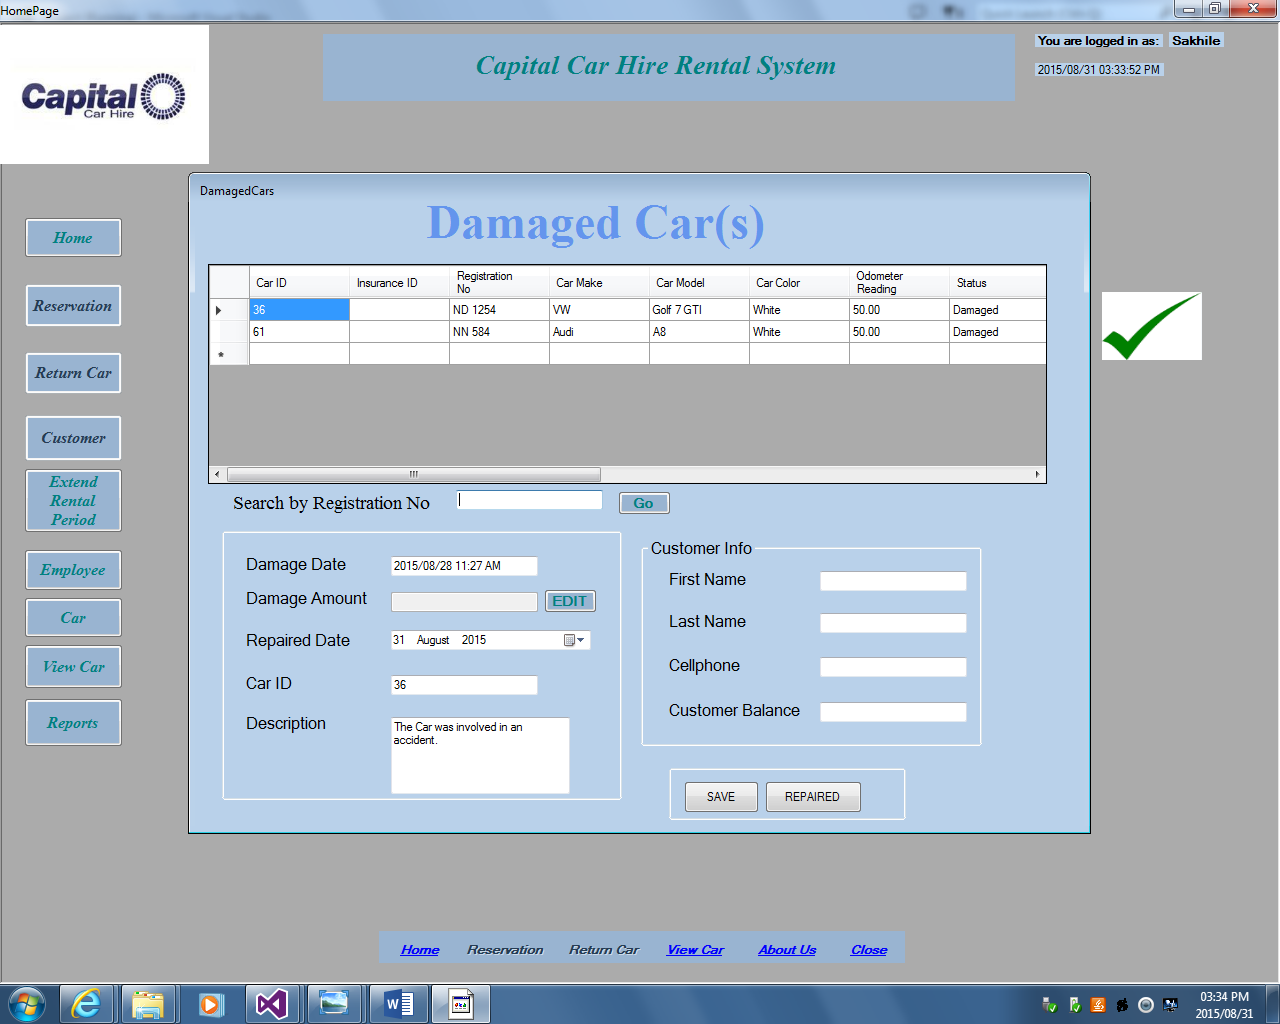 HomePage
Capital
Car Hire
Capital Car Hire Rental System
You are logged in as: Sakhile
2015/08/31 03:33:52 PM
Home
Reservation
Return Car
Customer
Extend
Rental
Period
Employee
Car
View Car
Reports
DamagedCars
Damaged Car(s)
Car ID Insurance ID Registration No Car Make Car Model Car Color Odometer Reading Status
36 ND 1254 VW Golf 7 GTI White 50.00 Damaged
61 NN 584 Audi A8 White 50.00 Damaged
*
Search by Registration No Go
Damage Date 2015/08/28 11:27 AM
Damage Amount EDIT
Repaired Date 31 August 2015
Car ID 36
Description The Car was involved in an
accident.
Customer Info
First Name
Last Name
Cellphone
Customer Balance
SAVE REPAIRED
Home Reservation Return Car View Car About Us Close
03:34 PM
2015/08/31